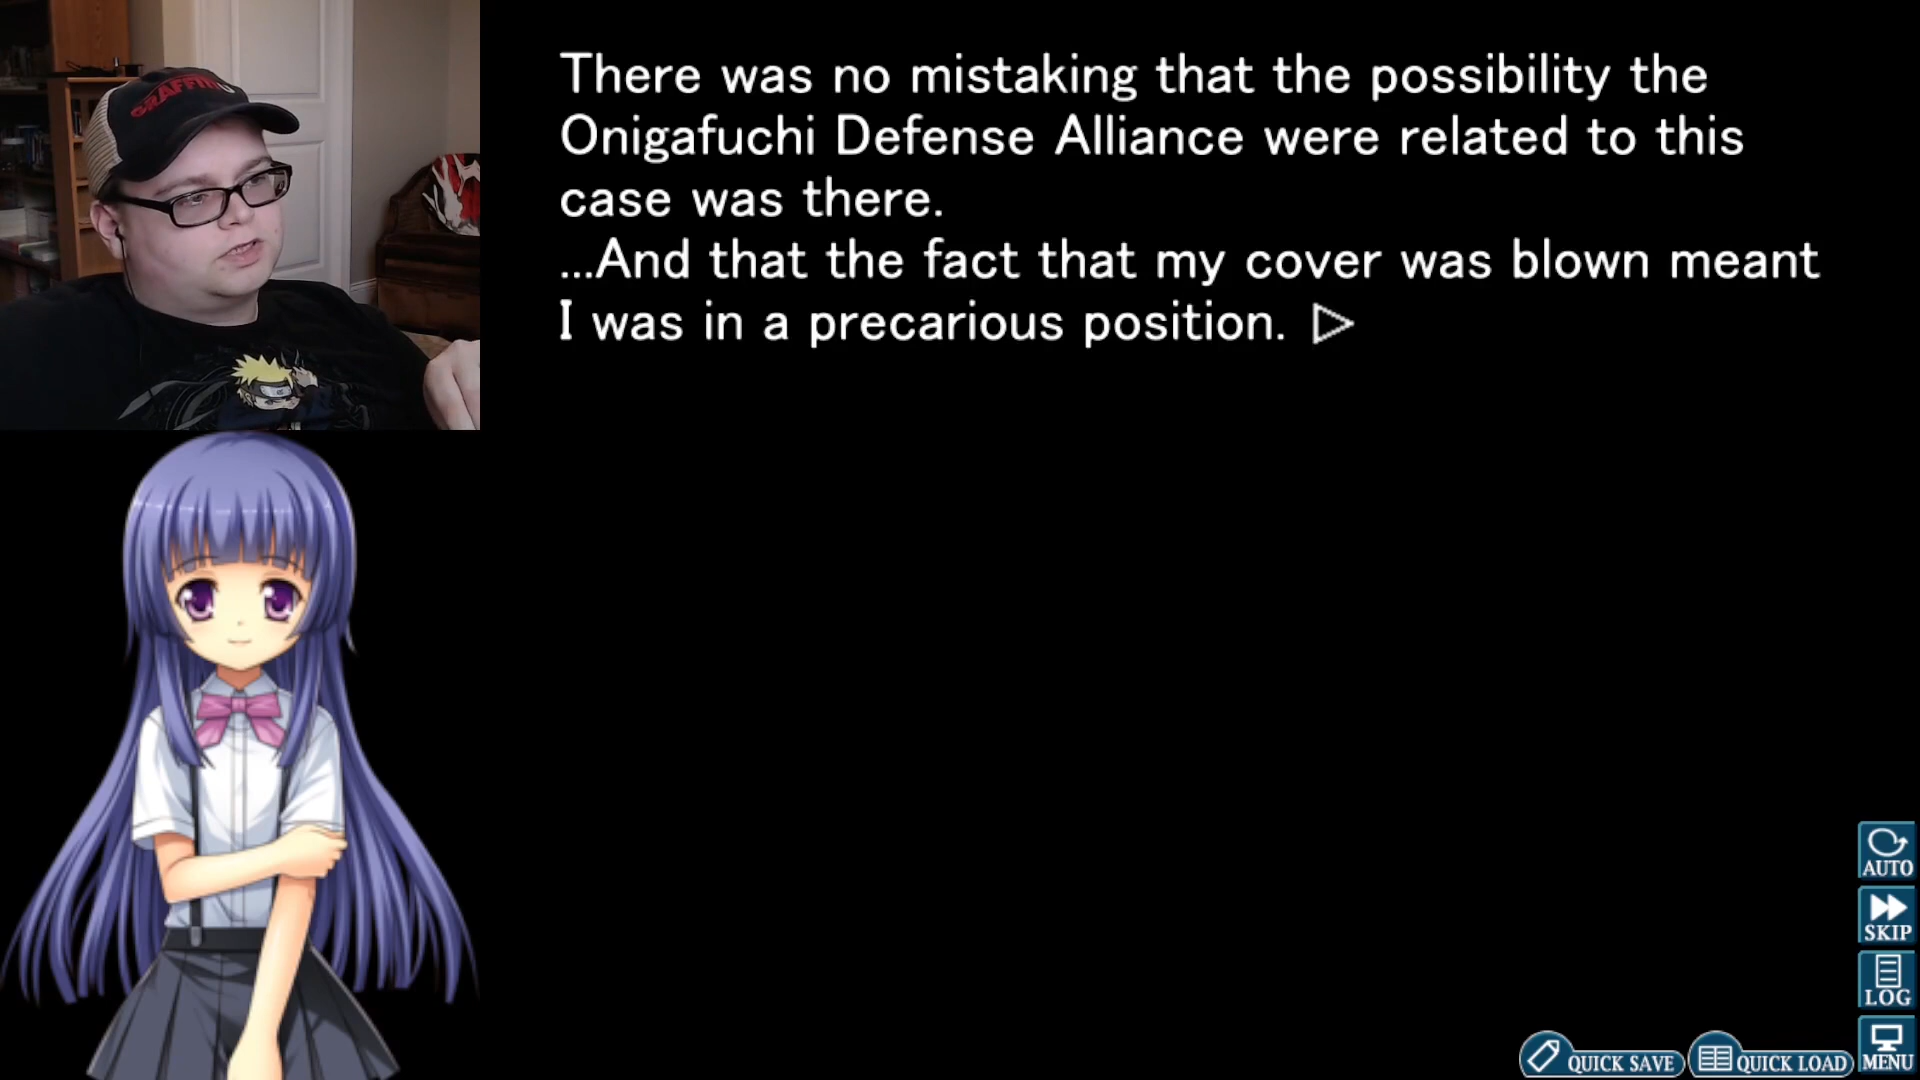 GRAFFITI
There was no mistaking that the possibility the
Onigafuchi Defense Alliance were related to this
case was there.
...And that the fact that my cover was blown meant
I was in a precarious position.
AUTO
SKIP
LOG
MENU
QUICK SAVE
QUICK LOAD